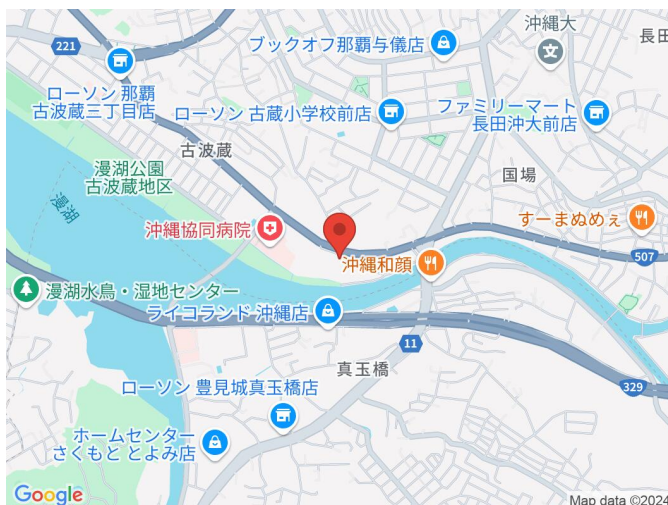 221
ブックオフ那覇与儀店
沖縄大
長田
ローソン 那覇
古波蔵三丁目店
ローソン 古蔵小学校前店
ファミリーマート
長田沖大前店
古波蔵
漫湖公園
古波蔵地区
国場
漫湖
沖縄協同病院
すーまぬめぇ
沖縄和顔
507
漫湖水鳥・湿地センター
ライコランド 沖縄店
11
真玉橋
329
ローソン 豊見城真玉橋店
ホームセンター
さくもと とよみ店
Google
Map data ©2024